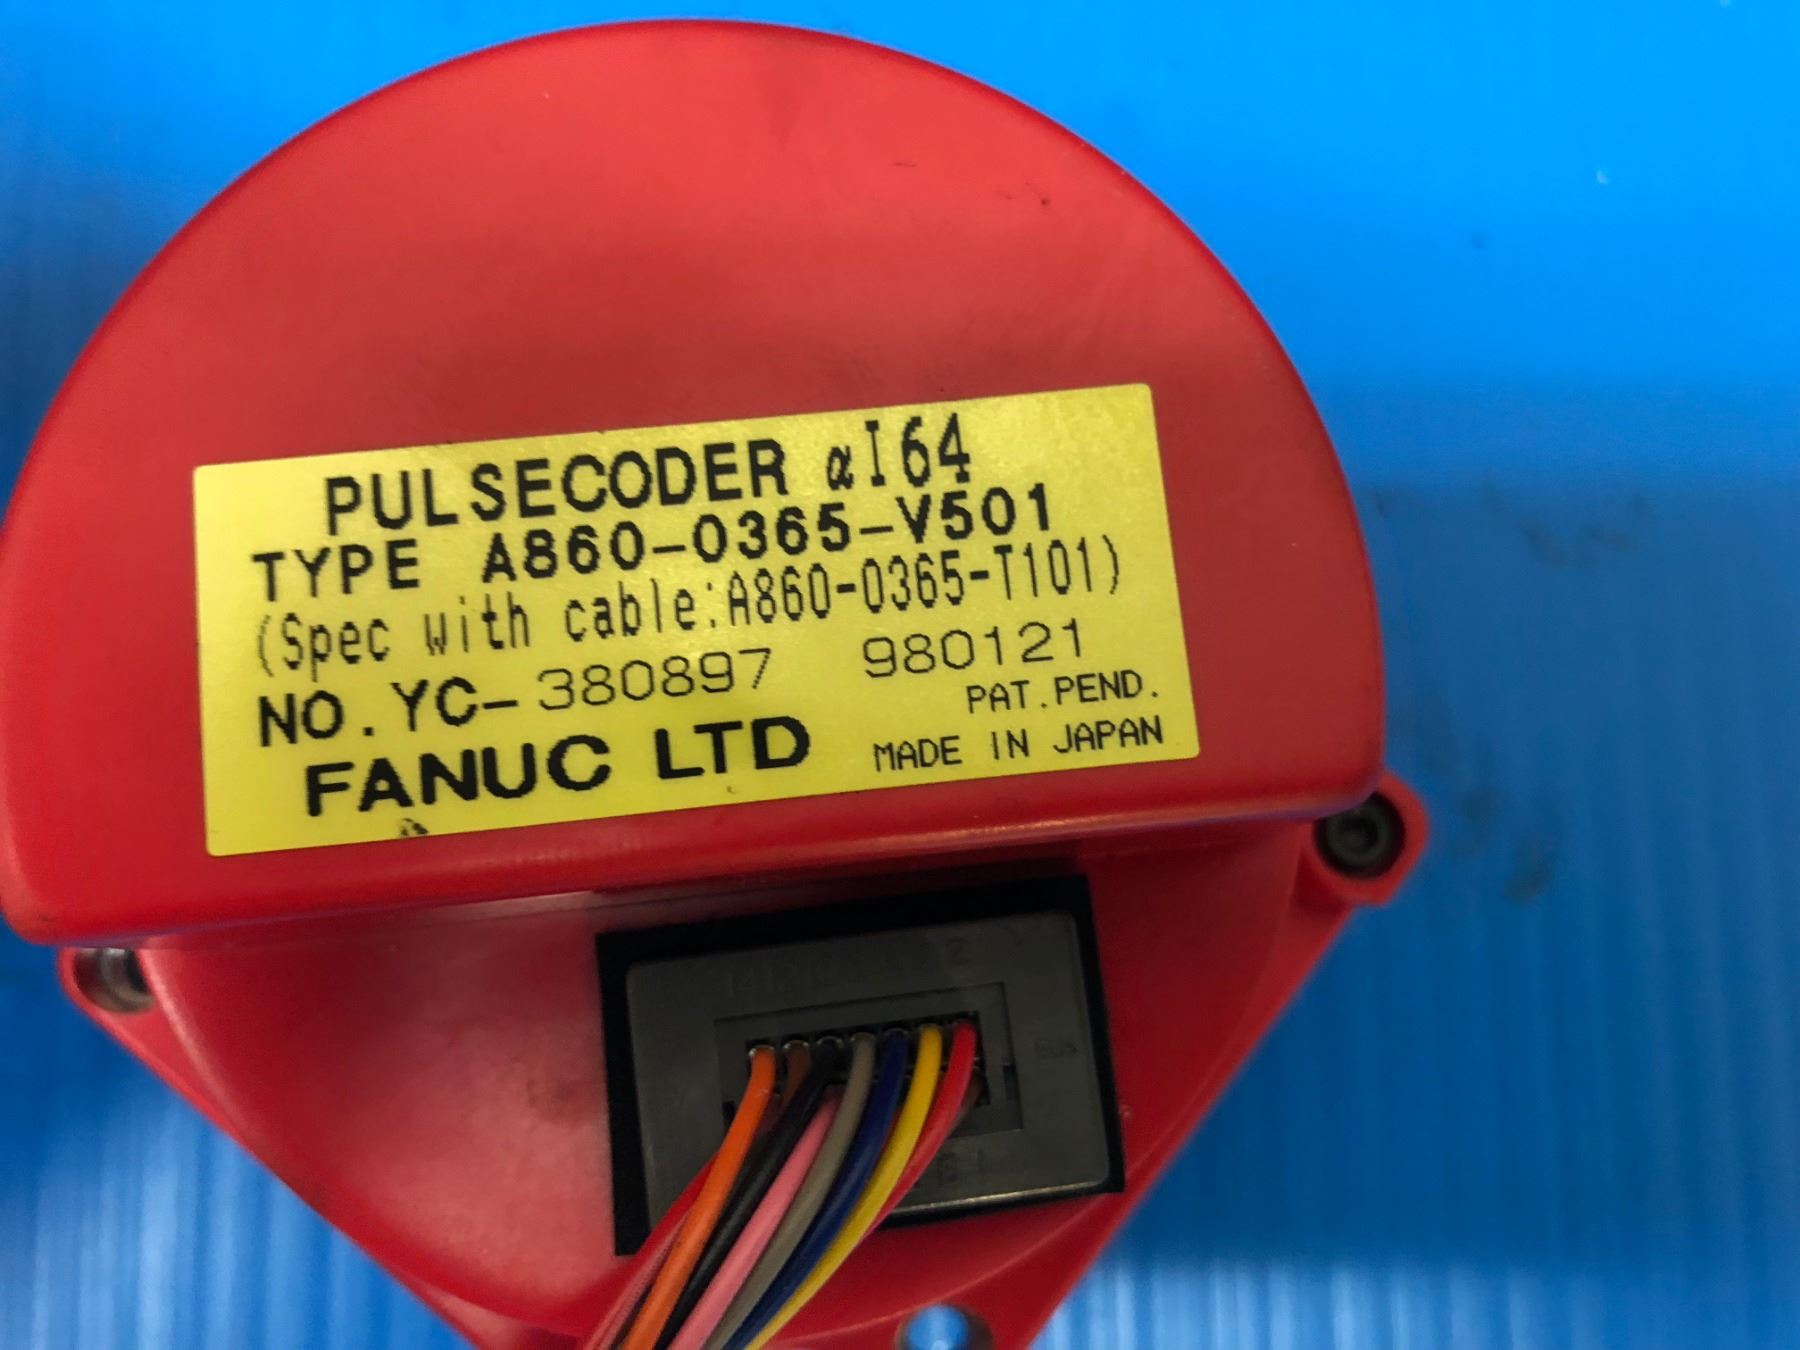 PULSECODER αI64
TYPE A860-0365-V501
(Spec with cable:A860-0365-T101)
NO.YC-380897 980121
PAT.PEND.
FANUC LTD MADE IN JAPAN